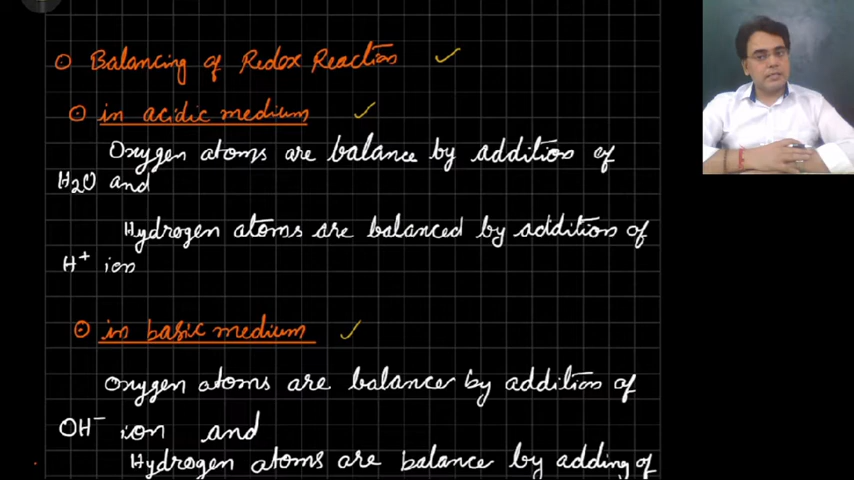 Balancing of Redox Reaction
in acidic medium
Oxygen atoms are balance by addition of
H₂O and
Hydrogen atoms are balanced by addition of
H⁺ ion
in basic medium
Oxygen atoms are balance by addition of
OH⁻ ion and
Hydrogen atoms are balance by adding of